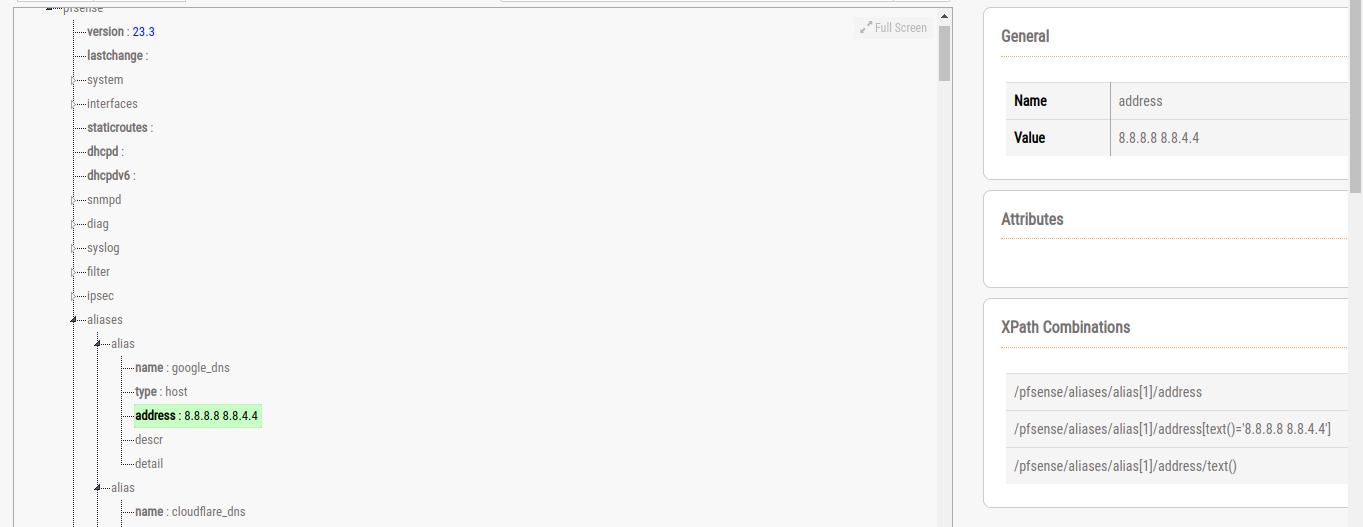 pfsense
version : 23.3
Full Screen
lastchange :
system
interfaces
staticroutes :
dhcpd :
dhcpdv6 :
snmpd
diag
syslog
filter
ipsec
aliases
alias
name : google_dns
type : host
address : 8.8.8.8 8.8.4.4
descr
detail
alias
name : cloudflare_dns
General
Name address
Value 8.8.8.8 8.8.4.4
Attributes
XPath Combinations
/pfsense/aliases/alias[1]/address
/pfsense/aliases/alias[1]/address[text()='8.8.8.8 8.8.4.4']
/pfsense/aliases/alias[1]/address/text()